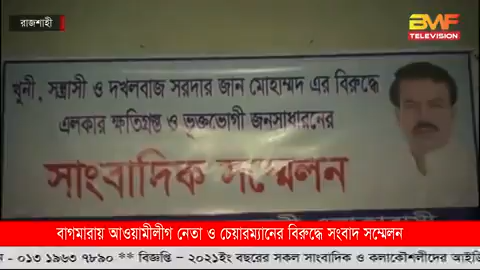 রাজশাহী
BMF
TELEVISION
খুনী, সন্ত্রাসী ও দখলবাজ সরদার জান মোহাম্মদ এর বিরুদ্ধে
এলকার ক্ষতিগ্রস্ত ও ভুক্তভোগী জনসাধারনের
সাংবাদিক সম্মেলন
বাগমারায় আওয়ামীলীগ নেতা ও চেয়ারম্যানের বিরুদ্ধে সংবাদ সম্মেলন
- ০১৩ ১৯৬৩ ৭৮৯০ ** বিজ্ঞপ্তি – ২০২১ইং বছরের সকল সাংবাদিক ও কলাকৌশলীদের আইডি